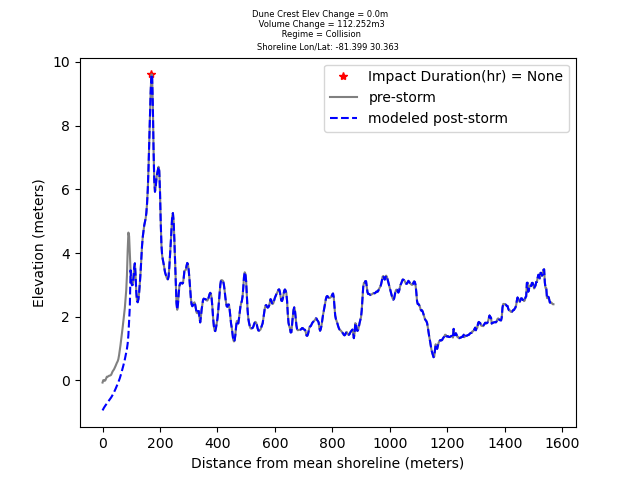 Dune Crest Elev Change = 0.0m
Volume Change = 112.252m3
Regime = Collision
Shoreline Lon/Lat: -81.399 30.363
Impact Duration(hr) = None
pre-storm
modeled post-storm
10
8
6
4
2
0
Elevation (meters)
0 200 400 600 800 1000 1200 1400 1600
Distance from mean shoreline (meters)